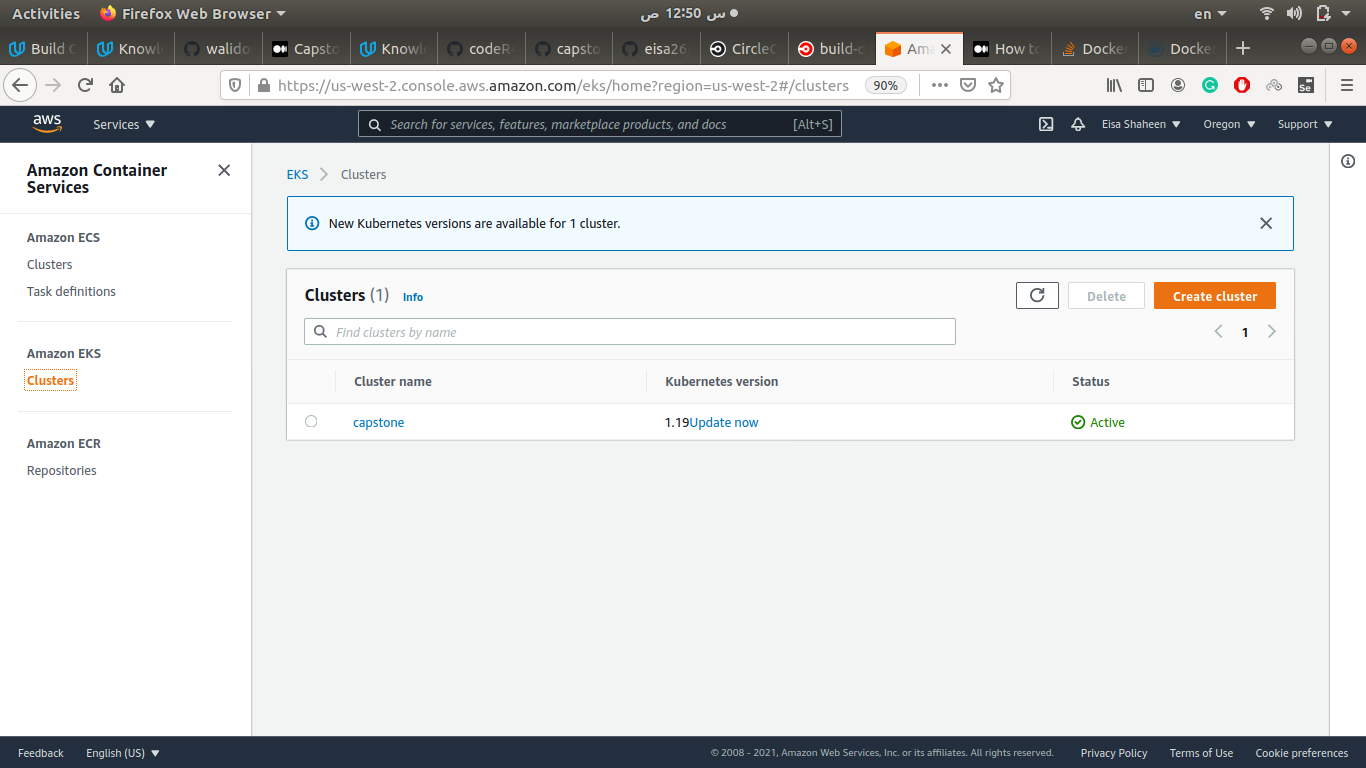 Activities Firefox Web Browser س 12:50 ص en
Build C Knowl walido Capsto Knowl codeR capsto eisa26 CircleC build-d Ama How to Docke Docke
https://us-west-2.console.aws.amazon.com/eks/home?region=us-west-2#/clusters 90%
aws Services Search for services, features, marketplace products, and docs [Alt+S] Eisa Shaheen Oregon Support
Amazon Container
Services
Amazon ECS
Clusters
Task definitions
Amazon EKS
Clusters
Amazon ECR
Repositories
EKS Clusters
New Kubernetes versions are available for 1 cluster.
Clusters (1) Info Delete Create cluster
Find clusters by name 1
Cluster name Kubernetes version Status
capstone 1.19Update now Active
Feedback English (US) © 2008 - 2021, Amazon Web Services, Inc. or its affiliates. All rights reserved. Privacy Policy Terms of Use Cookie preferences